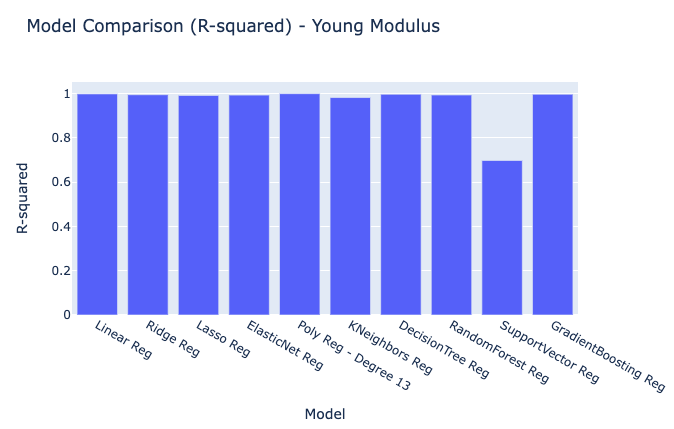 Model Comparison (R-squared) - Young Modulus
R-squared
1
0.8
0.6
0.4
0.2
0
Linear Reg
Ridge Reg
Lasso Reg
ElasticNet Reg
Poly Reg - Degree 13
KNeighbors Reg
DecisionTree Reg
RandomForest Reg
SupportVector Reg
GradientBoosting Reg
Model